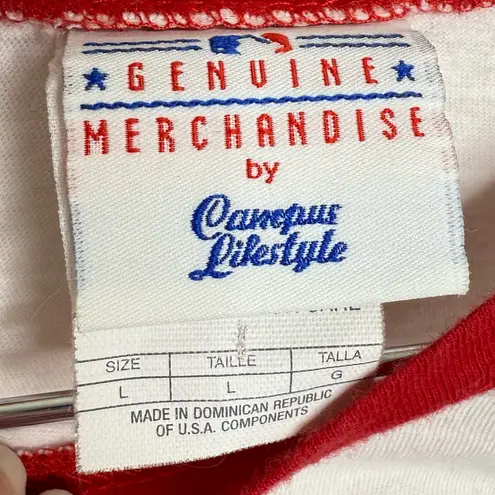 ★ GENUINE ★
MERCHANDISE
by
Campus
Lifestyle
SIZE TAILLE TALLA
L L G
MADE IN DOMINICAN REPUBLIC
OF U.S.A. COMPONENTS